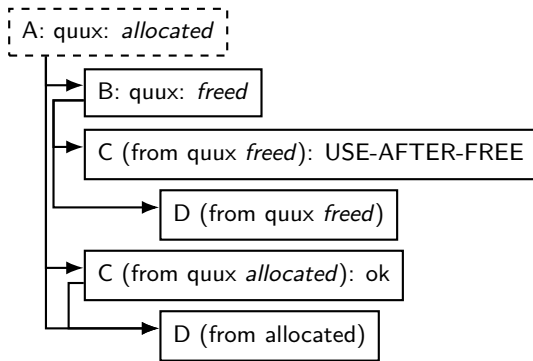 A: quux: allocated
B: quux: freed
C (from quux freed): USE-AFTER-FREE
D (from quux freed)
C (from quux allocated): ok
D (from allocated)